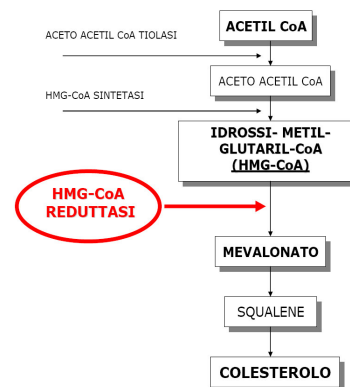 ACETIL CoA
ACETO ACETIL CoA TIOLASI
ACETO ACETIL CoA
HMG-CoA SINTETASI
IDROSSI- METIL-
GLUTARIL-CoA
(HMG-CoA)
HMG-CoA
REDUTTASI
MEVALONATO
SQUALENE
COLESTEROLO